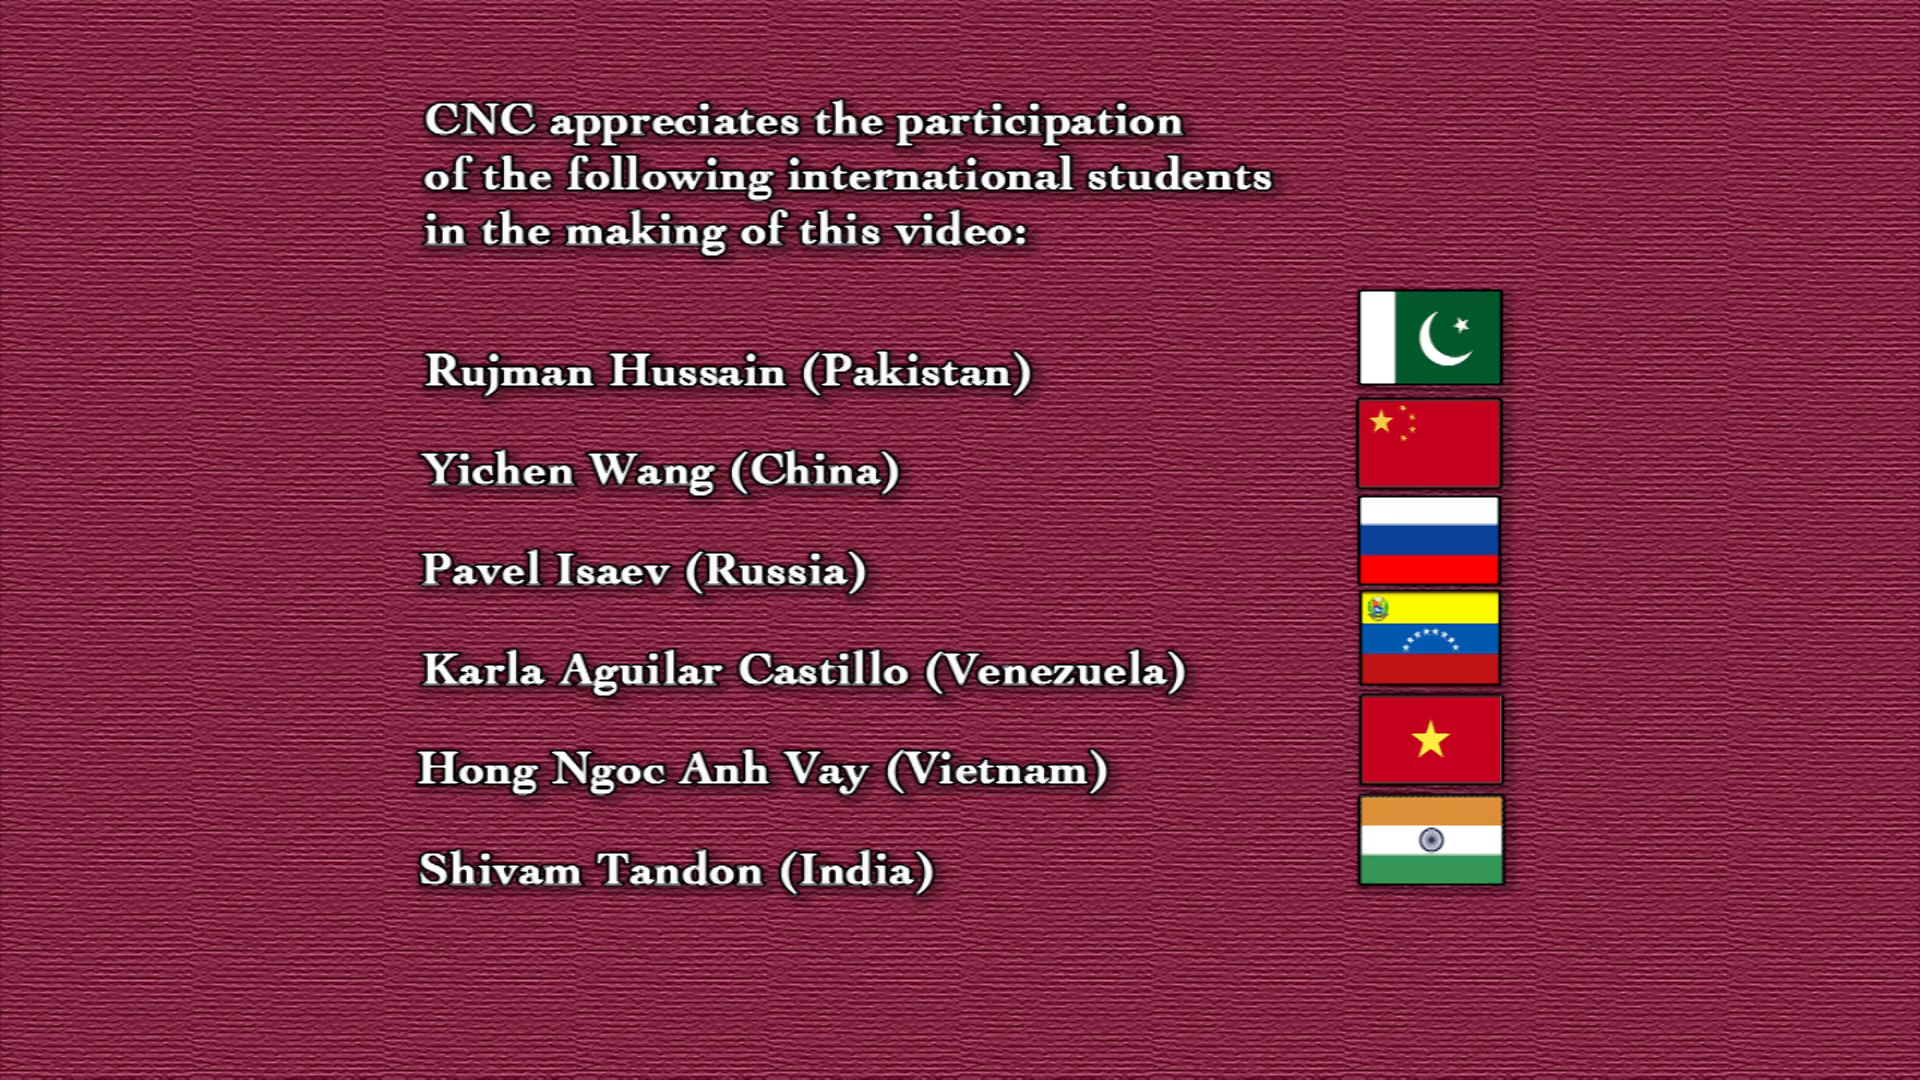 CNC appreciates the participation
of the following international students
in the making of this video:
Rujman Hussain (Pakistan)
Yichen Wang (China)
Pavel Isaev (Russia)
Karla Aguilar Castillo (Venezuela)
Hong Ngoc Anh Vay (Vietnam)
Shivam Tandon (India)